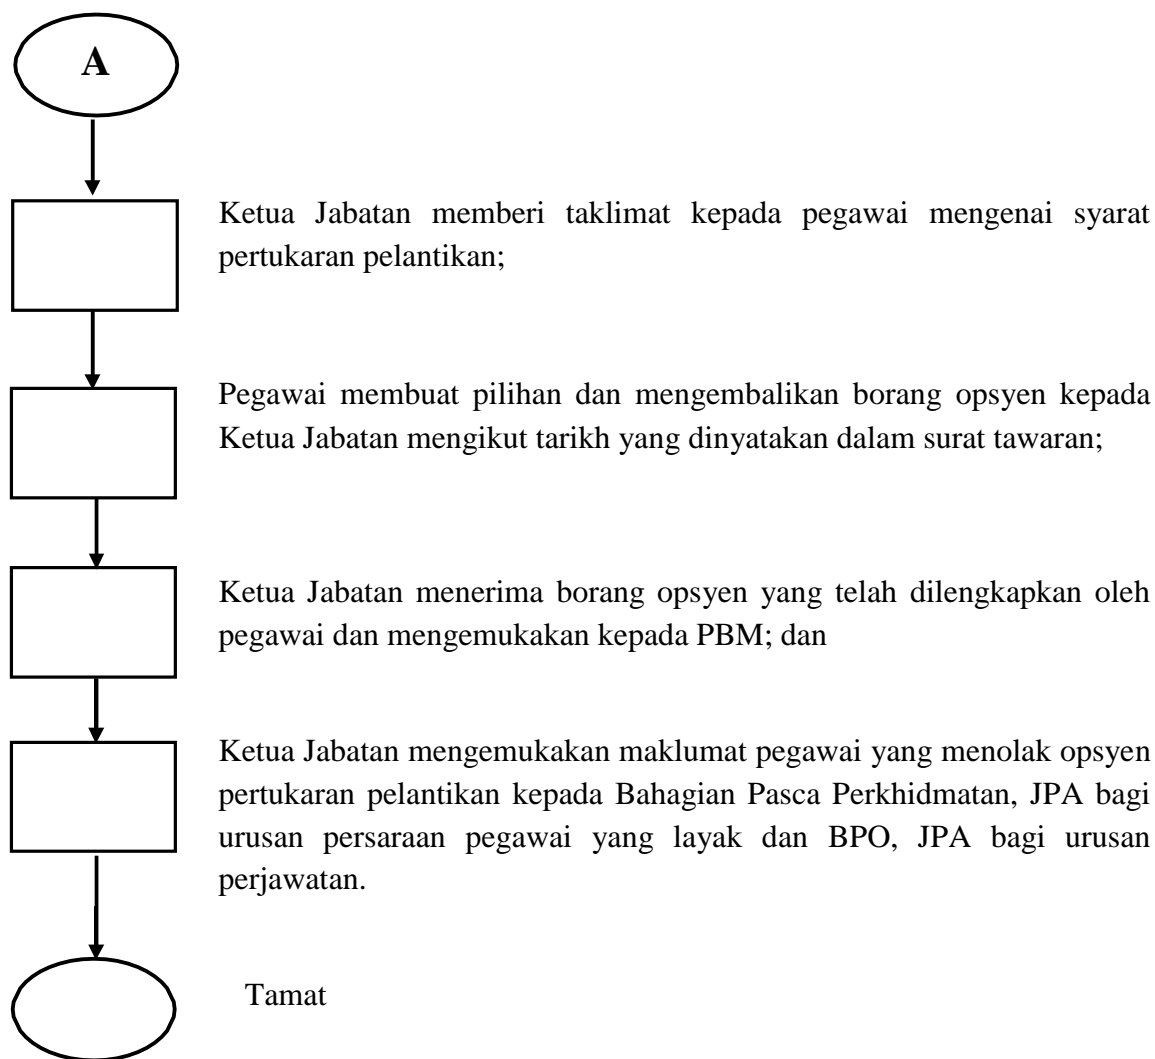 A
Ketua Jabatan memberi taklimat kepada pegawai mengenai syarat
pertukaran pelantikan;
Pegawai membuat pilihan dan mengembalikan borang opsyen kepada
Ketua Jabatan mengikut tarikh yang dinyatakan dalam surat tawaran;
Ketua Jabatan menerima borang opsyen yang telah dilengkapkan oleh
pegawai dan mengemukakan kepada PBM; dan
Ketua Jabatan mengemukakan maklumat pegawai yang menolak opsyen
pertukaran pelantikan kepada Bahagian Pasca Perkhidmatan, JPA bagi
urusan persaraan pegawai yang layak dan BPO, JPA bagi urusan
perjawatan.
Tamat